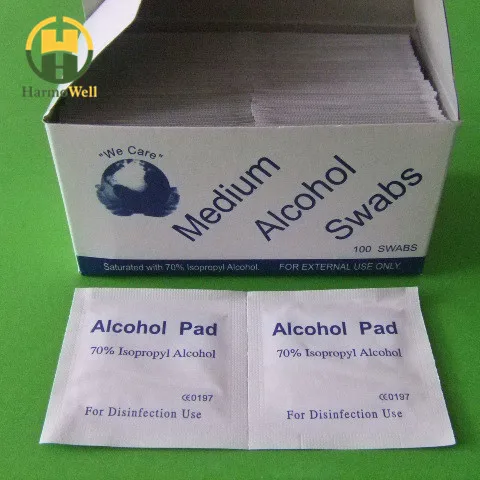 HarmoWell
"We Care"
Medium
Alcohol
Swabs
100 SWABS
Saturated with 70% Isopropyl Alcohol.
FOR EXTERNAL USE ONLY
Alcohol Pad
70% Isopropyl Alcohol
CE0197
For Disinfection Use
Alcohol Pad
70% Isopropyl Alcohol
CE0197
For Disinfection Use